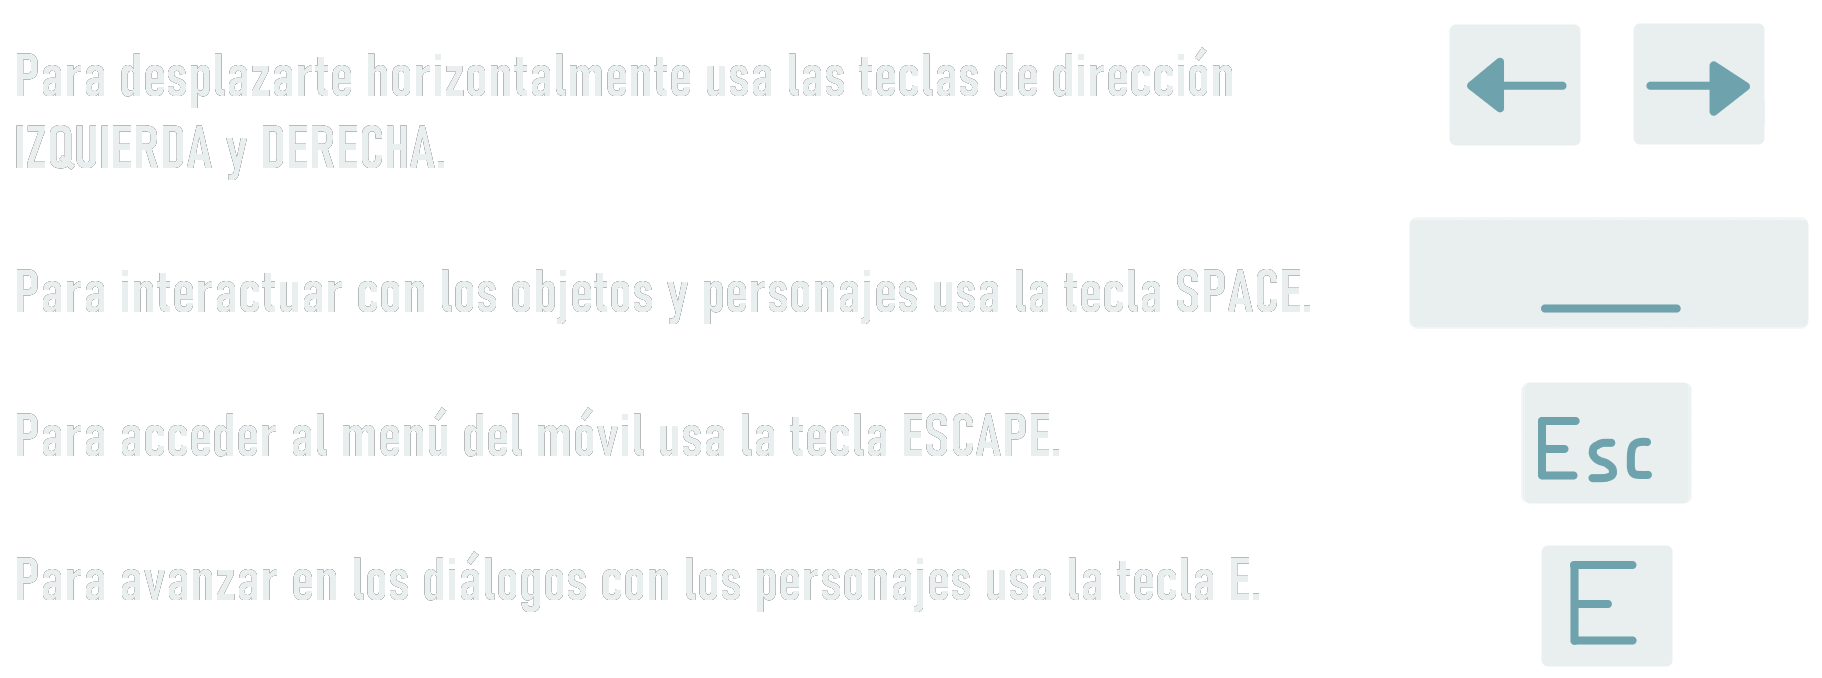 Para desplazarte horizontalmente usa las teclas de dirección
IZQUIERDA y DERECHA.
Para interactuar con los objetos y personajes usa la tecla SPACE.
Para acceder al menú del móvil usa la tecla ESCAPE.
Esc
Para avanzar en los diálogos con los personajes usa la tecla E.
E